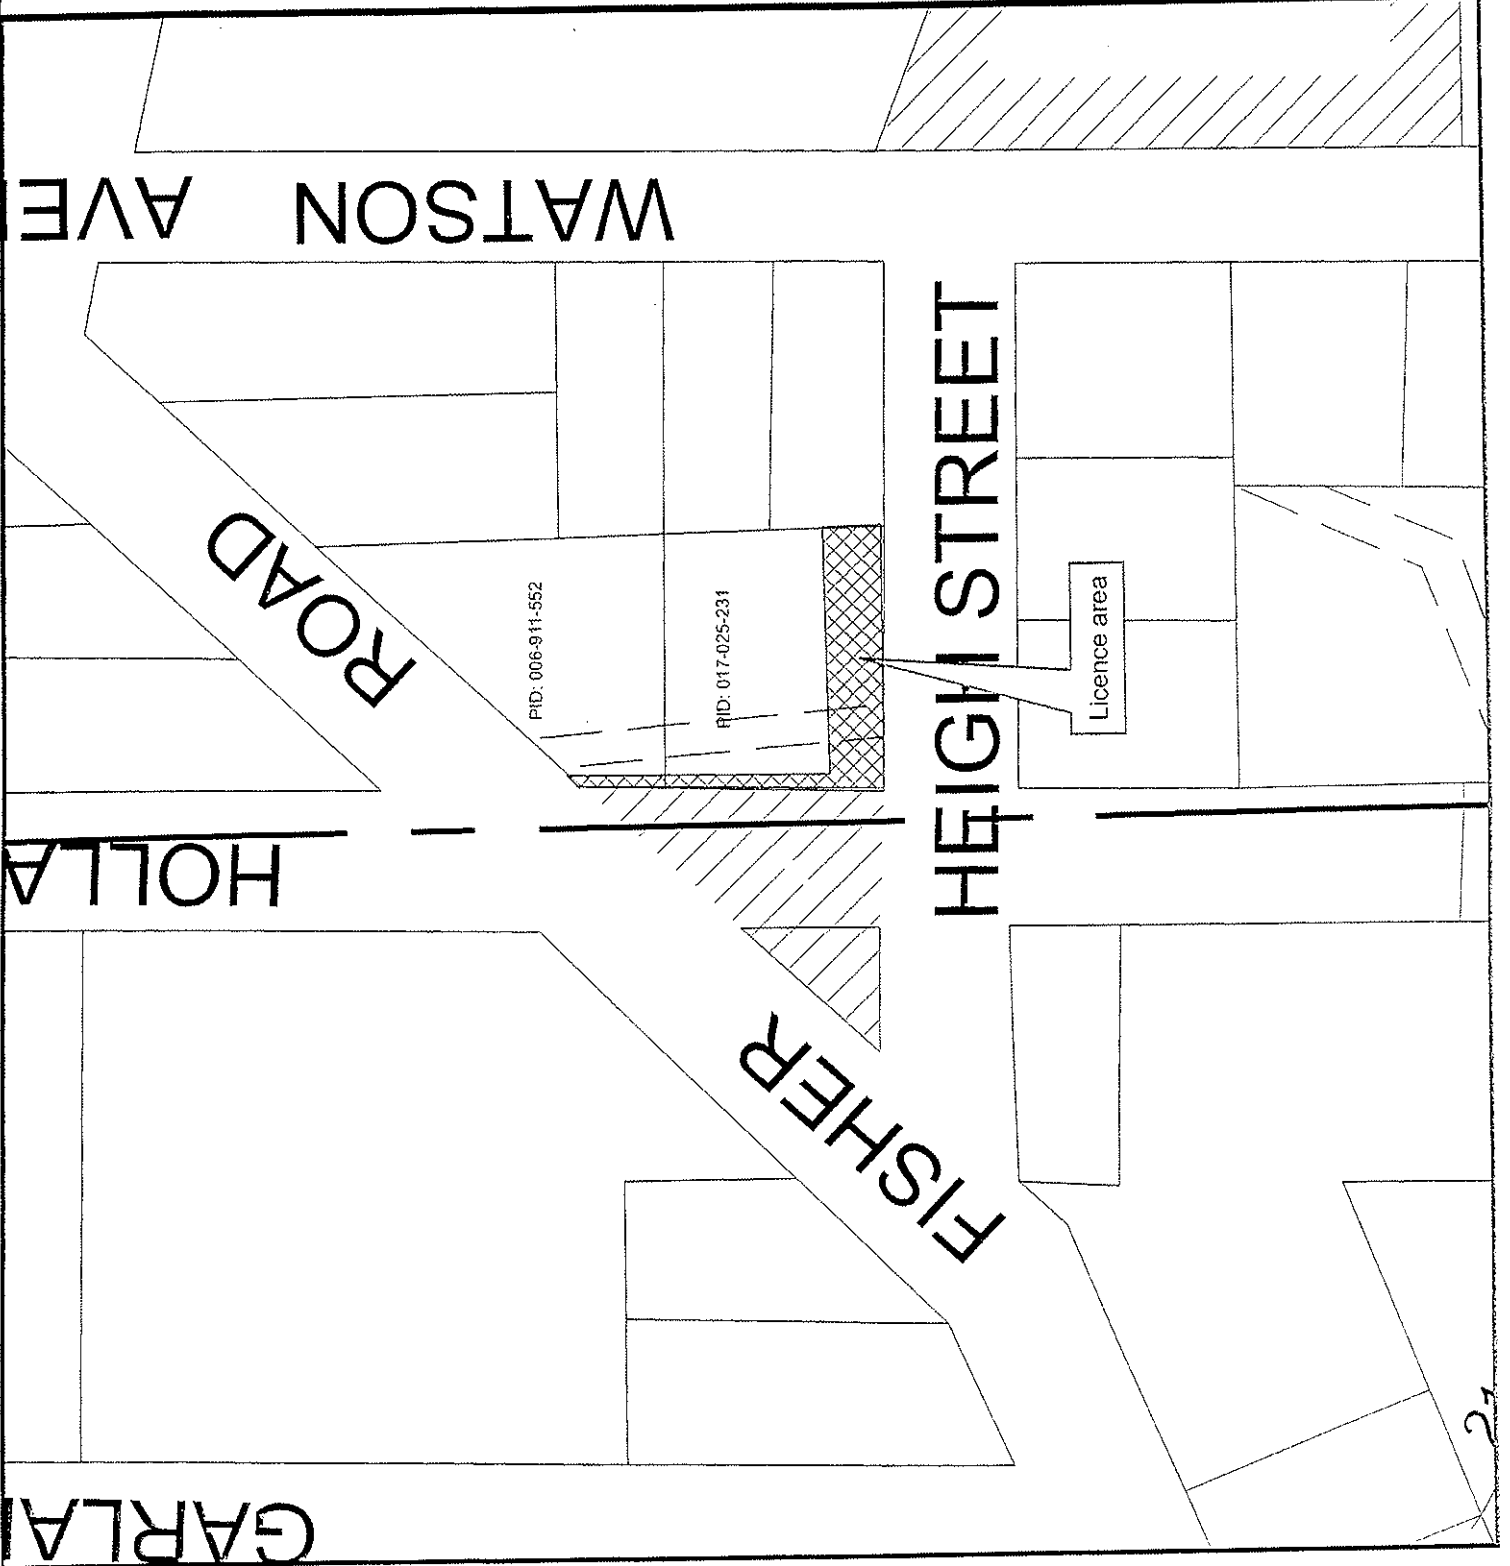 WATSON AVE
ROAD
PID: 006-911-552
PID: 017-025-231
HEIGH STREET
Licence area
HOLLA
FISHER
GARLA